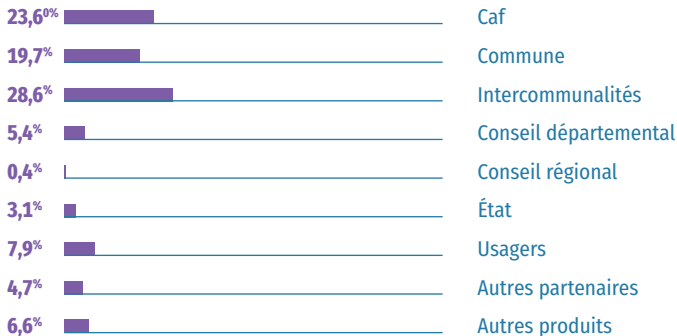 23,60% Caf
19,7% Commune
28,6% Intercommunalités
5,4% Conseil départemental
0,4% Conseil régional
3,1% État
7,9% Usagers
4,7% Autres partenaires
6,6% Autres produits